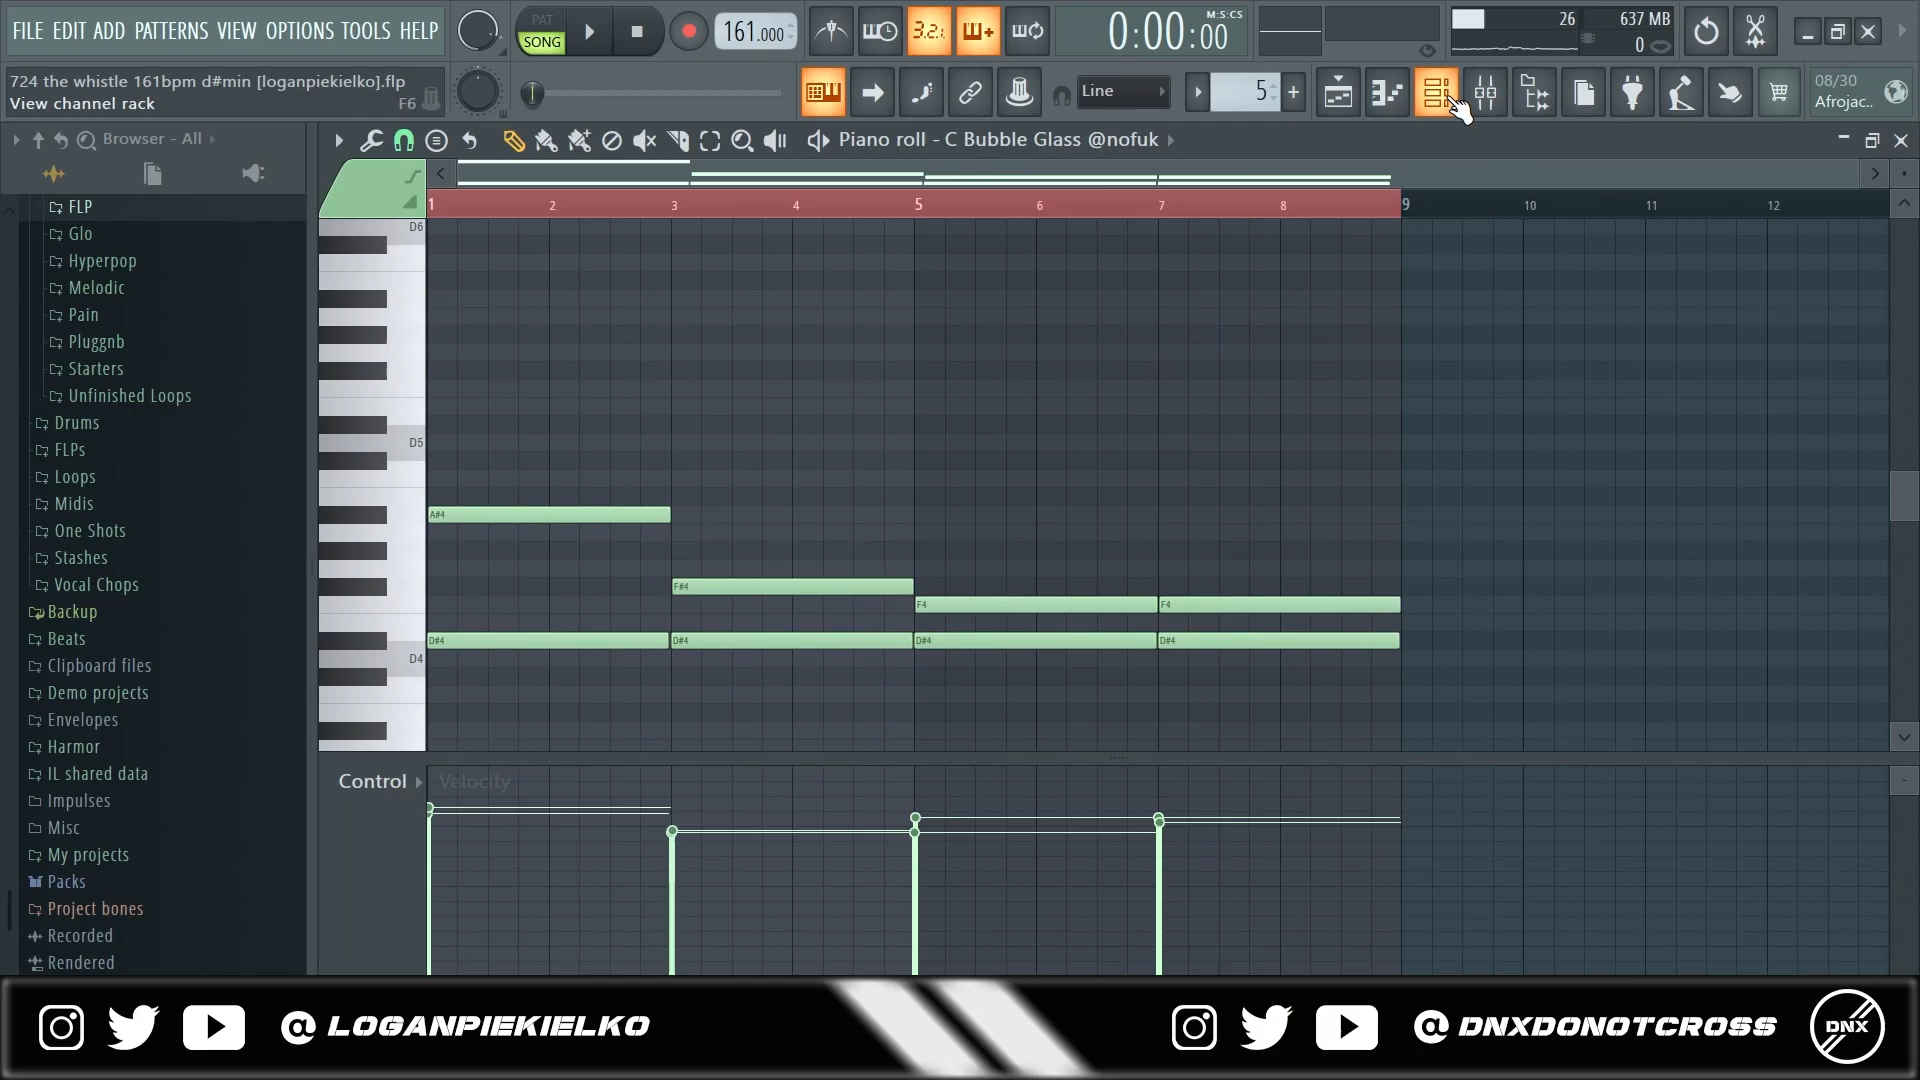 FILE EDIT ADD PATTERNS VIEW OPTIONS TOOLS HELP
PAT
SONG
161.000
3.2.1.
0:00:00
M:S:CS
26
637 MB
0
724 the whistle 161bpm d#min [loganpiekielko].flp
View channel rack
F6
Line
5
08/30
Afrojac..
Browser - All
Piano roll - C Bubble Glass @nofuk
1 2 3 4 5 6 7 8 9 10 11 12
FLP
Glo
Hyperpop
Melodic
Pain
Pluggnb
Starters
Unfinished Loops
Drums
FLPs
Loops
Midis
One Shots
Stashes
Vocal Chops
Backup
Beats
Clipboard files
Demo projects
Envelopes
Harmor
IL shared data
Impulses
Misc
My projects
Packs
Project bones
Recorded
Rendered
D6
D5
D4
A#4
F#4
F4
F4
D#4
D#4
D#4
D#4
Control
Velocity
@LOGANPIEKIELKO
@DNXDONOTCROSS
DNX